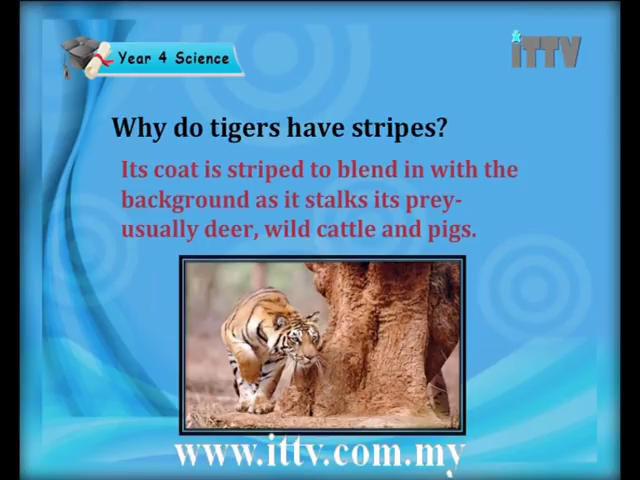 Year 4 Science
iTTV
Why do tigers have stripes?
Its coat is striped to blend in with the
background as it stalks its prey-
usually deer, wild cattle and pigs.
www.ittv.com.my